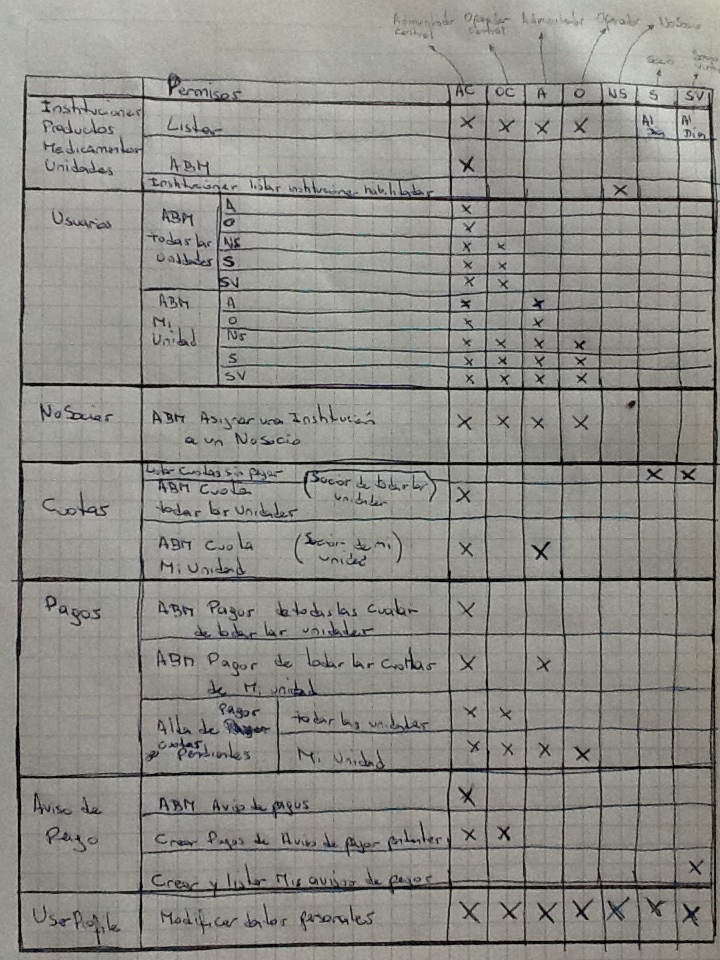 Administrador Operador Administrador Operador NoSocio
central central
Socio
Permisos AC OC A O NS S SV
Instituciones
Productos Listar X X X X Al Día Al Día
Medicamentos
Unidades ABM X
Instituciones listar instituciones habilitadas X
Usuarios ABM todas las unidades A X
O X
NS X X
S X X
SV X X
ABM Mi Unidad A X X
O X X
NS X X X X
S X X X X
SV X X X X
NoSocios ABM Asignar una Institución X X X X
a un NoSocio
Cuotas Listar Cuotas sin pagar X X
ABM Cuota (Socios de todas las X
todas las unidades unidades)
ABM Cuota (Socios de mi X X
Mi Unidad unidad)
Pagos ABM Pagos de todas las Cuotas X
de todas las unidades
ABM Pagos de todas las Cuotas X X
de Mi unidad
Pagos
Alta de todas las unidades X X
cuotas
Pendientes Mi Unidad X X X X
Aviso de ABM Aviso de pagos X
Pago Crear Pagos de Aviso de pagos pendientes X X
Crear y listar Mis avisos de pagos X
UserProfile Modificar datos personales X X X X X X X